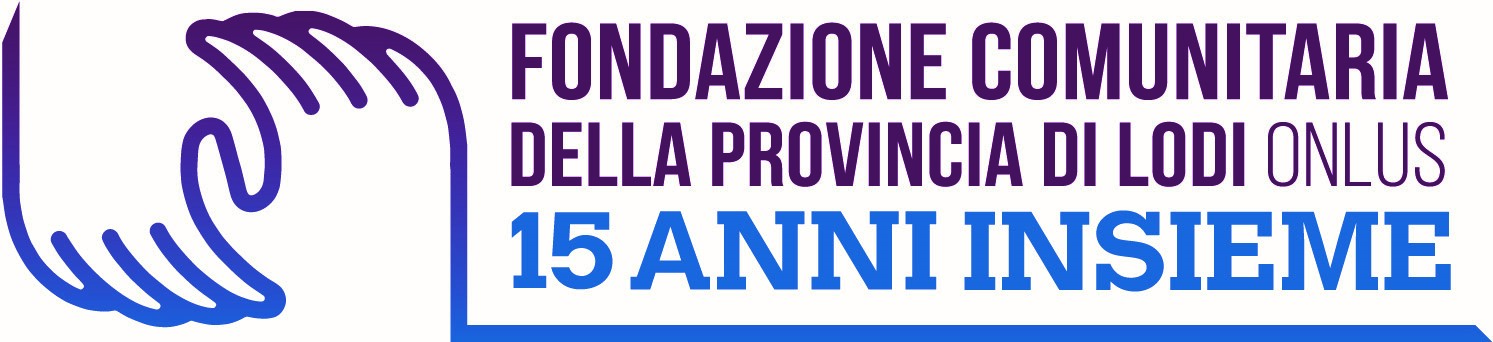 FONDAZIONE COMUNITARIA
DELLA PROVINCIA DI LODI ONLUS
15 ANNI INSIEME